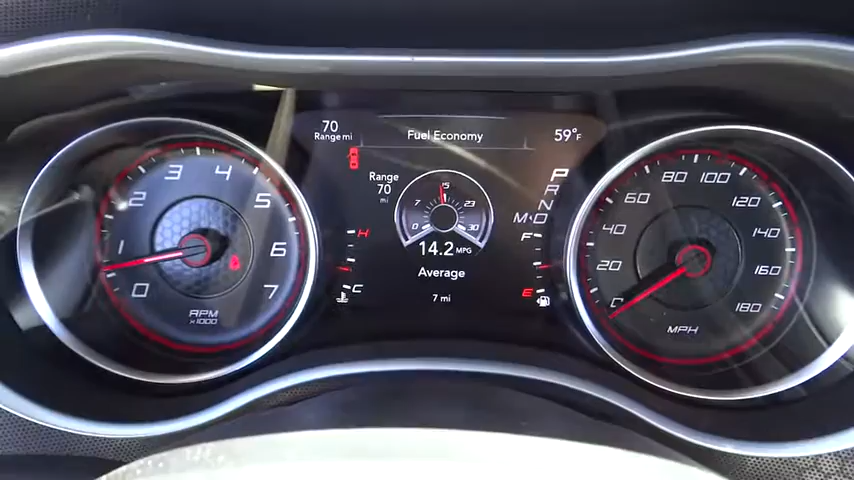 70
Range mi
Fuel Economy
59°F
Range
70
mi
0 7 15 23 30
14.2 MPG
Average
7 mi
P
R
N
M◦D
H
C
F
E
0 1 2 3 4 5 6 7
RPM
X1000
0 20 40 60 80 100 120 140 160 180
MPH